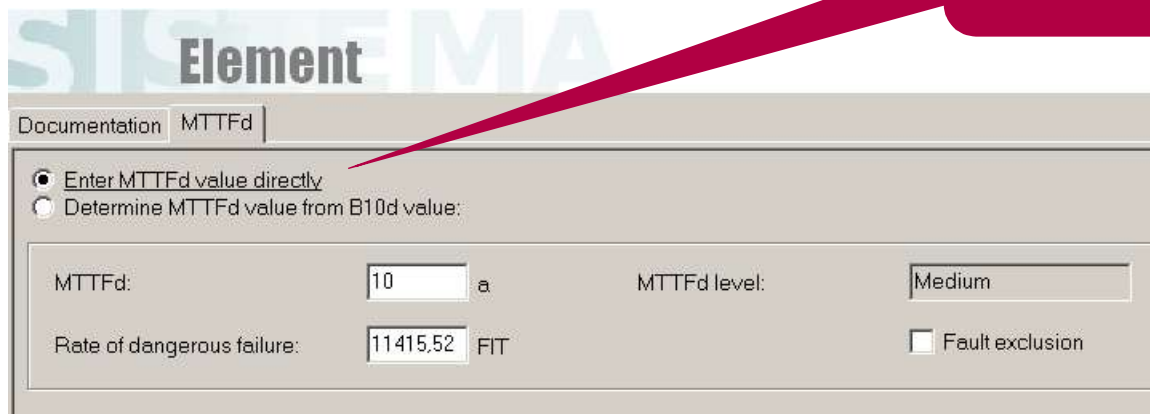 SISTEMA
Element
Documentation MTTFd
Enter MTTFd value directly
Determine MTTFd value from B10d value:
MTTFd: 10 a MTTFd level: Medium
Rate of dangerous failure: 11415,52 FIT Fault exclusion